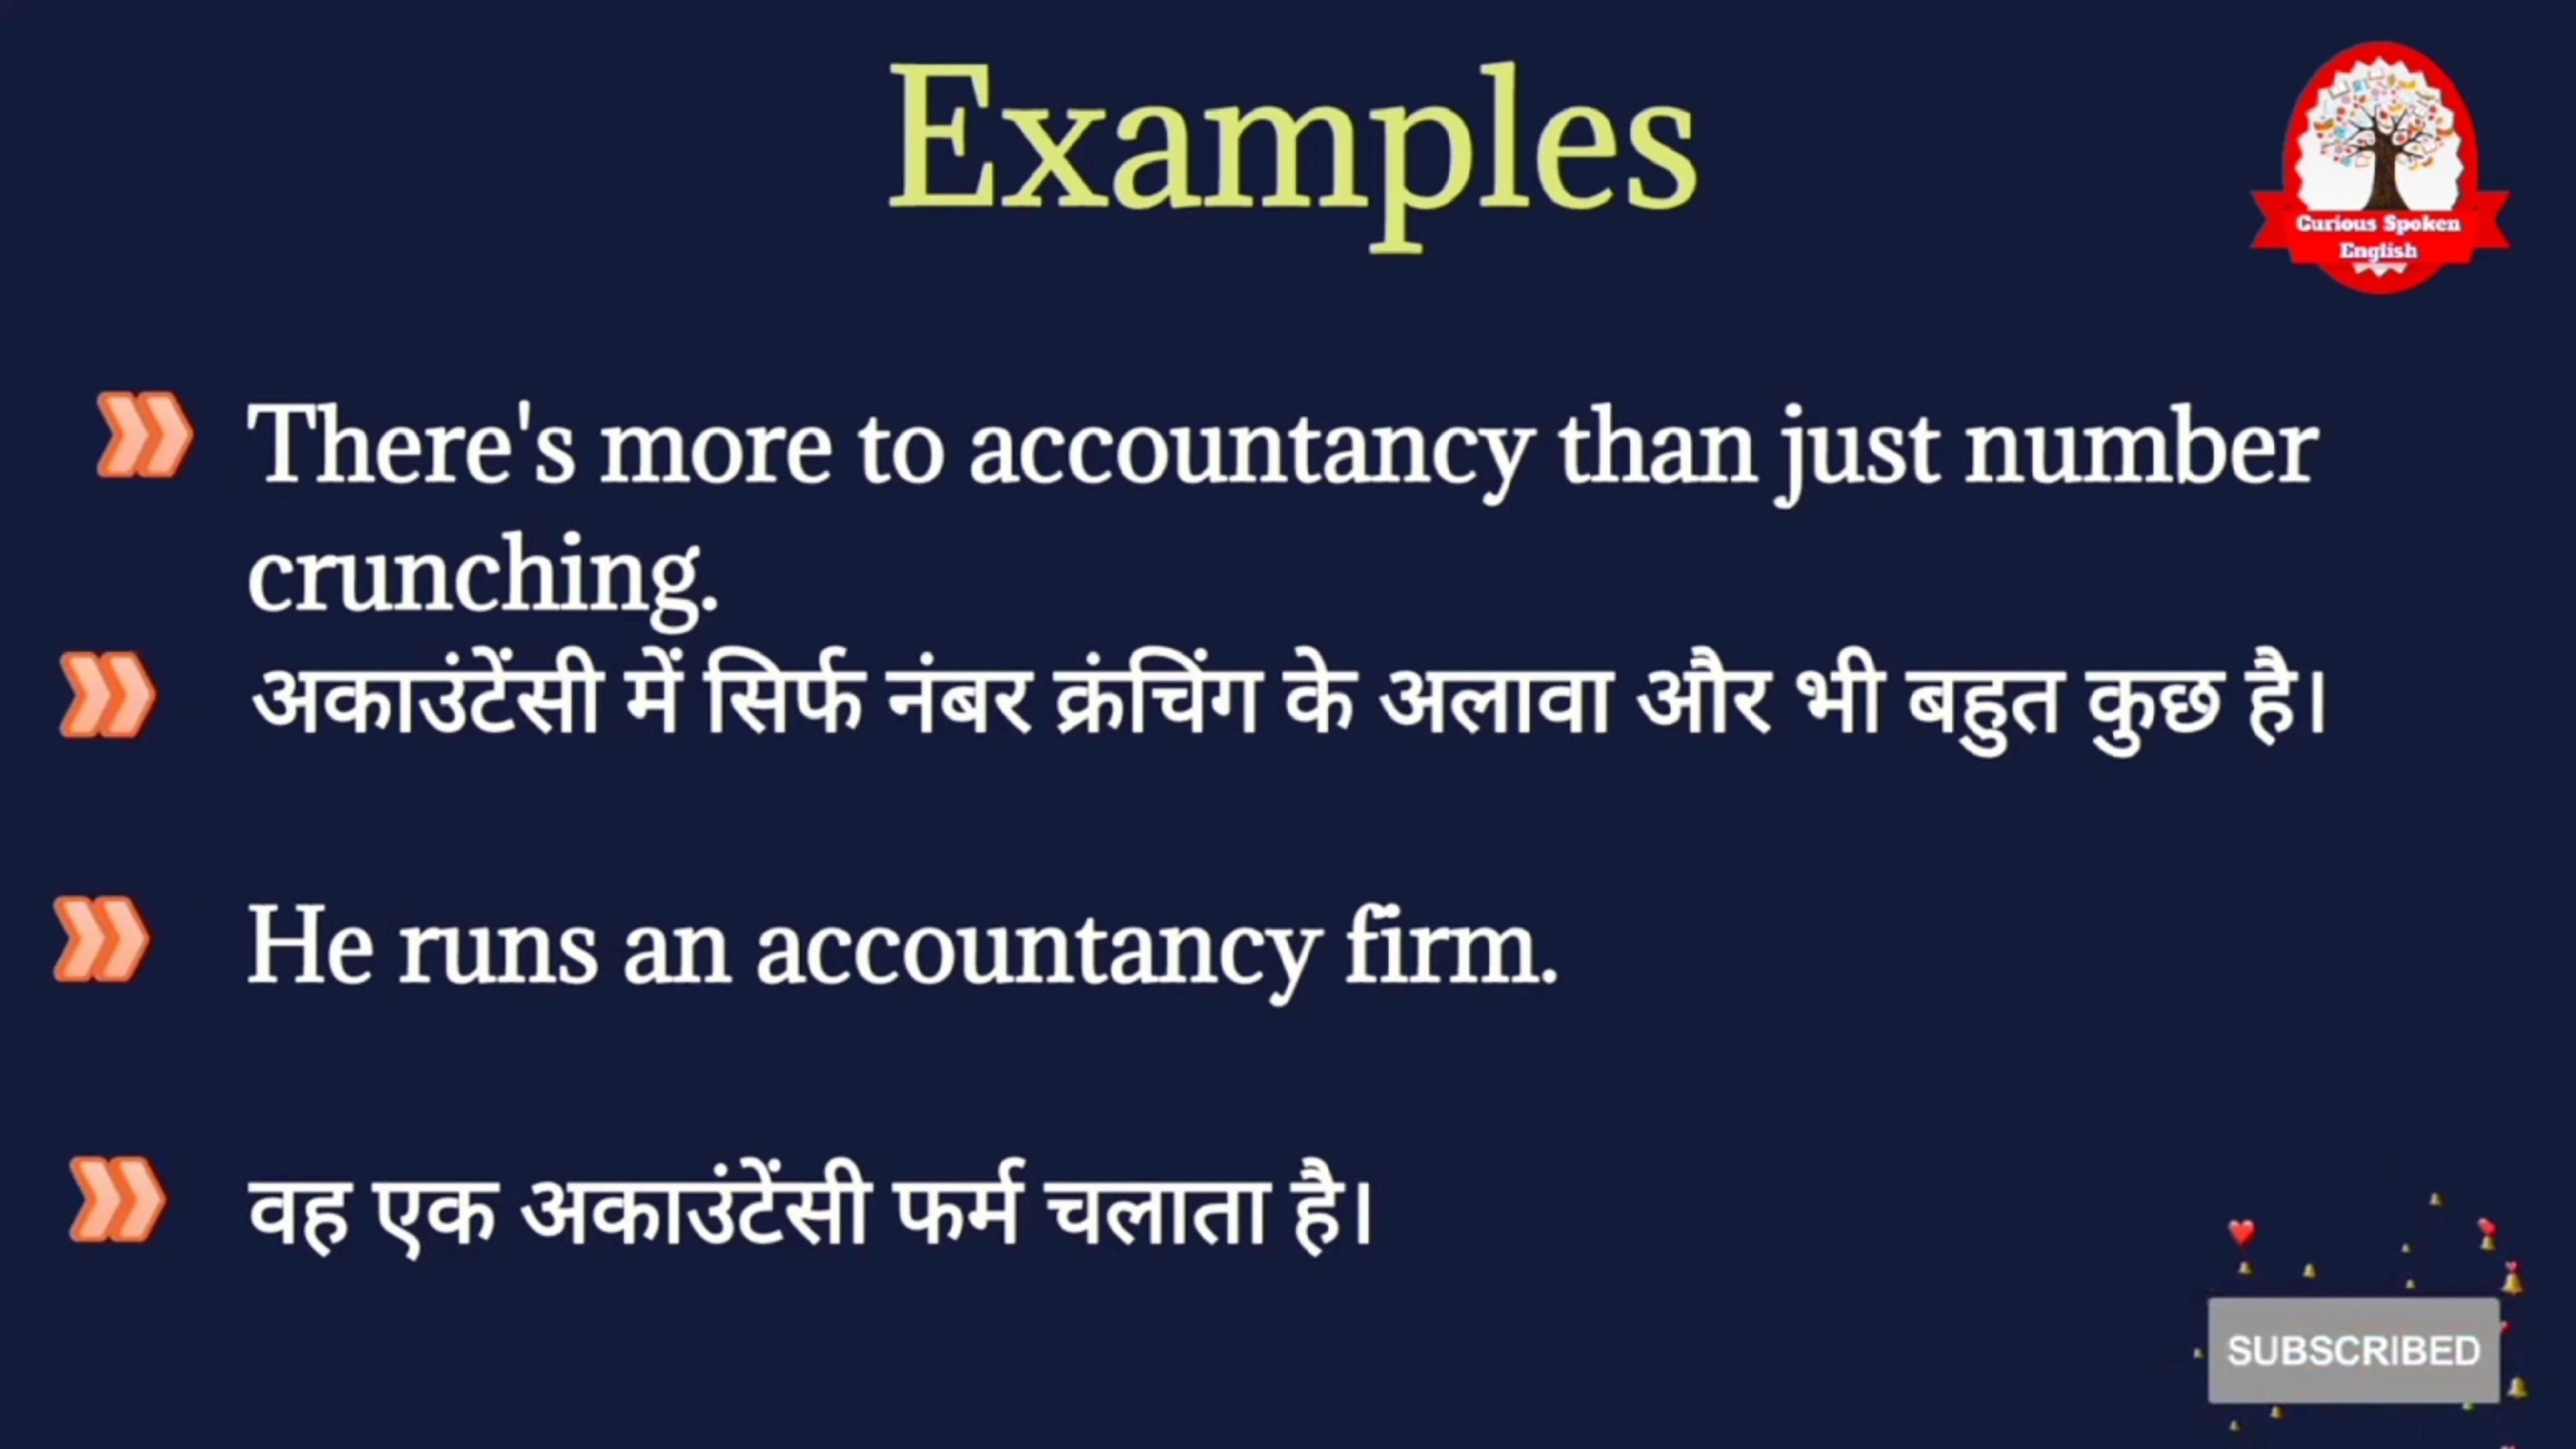 Examples
Curious Spoken
English
There's more to accountancy than just number
crunching.
अकाउंटेंसी में सिर्फ नंबर क्रंचिंग के अलावा और भी बहुत कुछ है।
He runs an accountancy firm.
वह एक अकाउंटेंसी फर्म चलाता है।
SUBSCRIBED